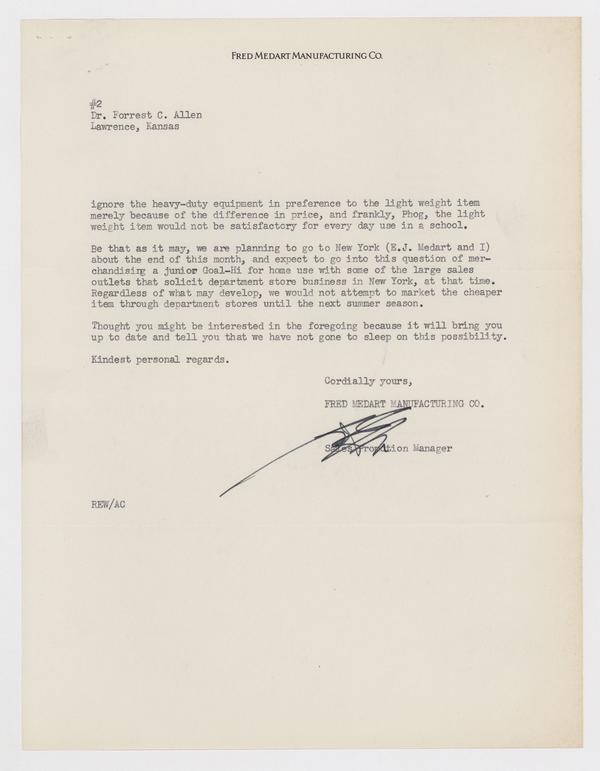 FRED MEDART MANUFACTURING CO.
#2
Dr. Forrest C. Allen
Lawrence, Kansas
ignore the heavy-duty equipment in preference to the light weight item
merely because of the difference in price, and frankly, Phog, the light
weight item would not be satisfactory for every day use in a school.
Be that as it may, we are planning to go to New York (E.J. Medart and I)
about the end of this month, and expect to go into this question of mer-
chandising a junior Goal-Hi for home use with some of the large sales
outlets that solicit department store business in New York, at that time.
Regardless of what may develop, we would not attempt to market the cheaper
item through department stores until the next summer season.
Thought you might be interested in the foregoing because it will bring you
up to date and tell you that we have not gone to sleep on this possibility.
Kindest personal regards.
Cordially yours,
FRED MEDART MANUFACTURING CO.
Sales Promotion Manager
REW/AC